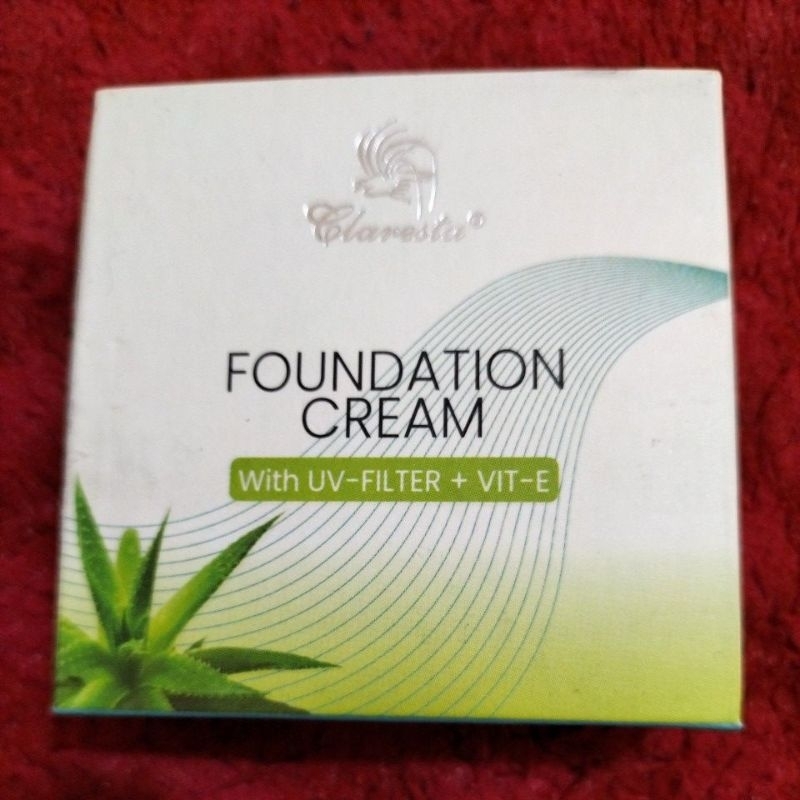 Claresta®
FOUNDATION
CREAM
With UV-FILTER + VIT-E